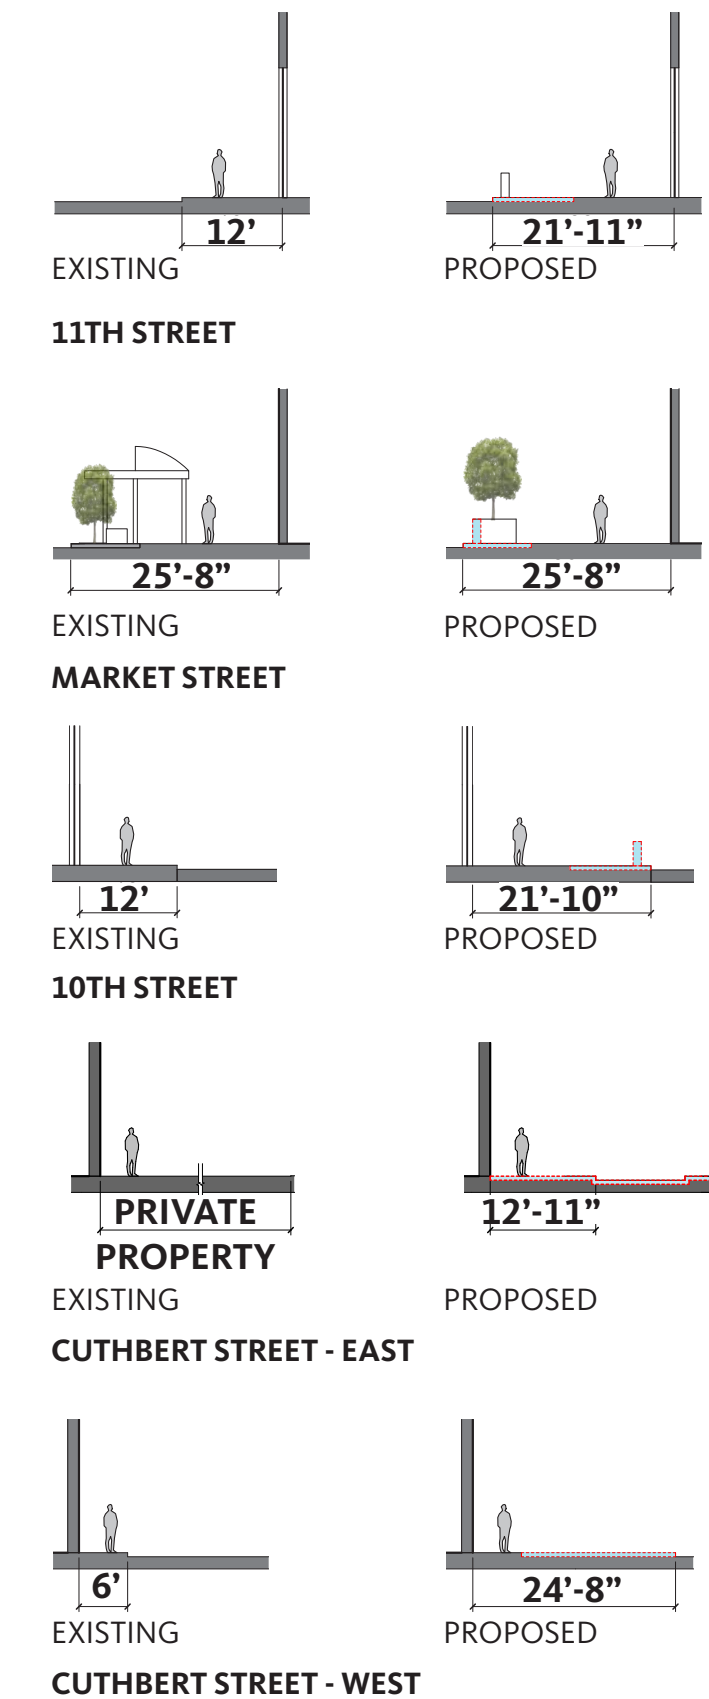 12’ 21’-11”
EXISTING PROPOSED
11TH STREET
25’-8” 25’-8”
EXISTING PROPOSED
MARKET STREET
12’ 21’-10”
EXISTING PROPOSED
10TH STREET
PRIVATE 12’-11”
PROPERTY
EXISTING PROPOSED
CUTHBERT STREET - EAST
6’ 24’-8”
EXISTING PROPOSED
CUTHBERT STREET - WEST